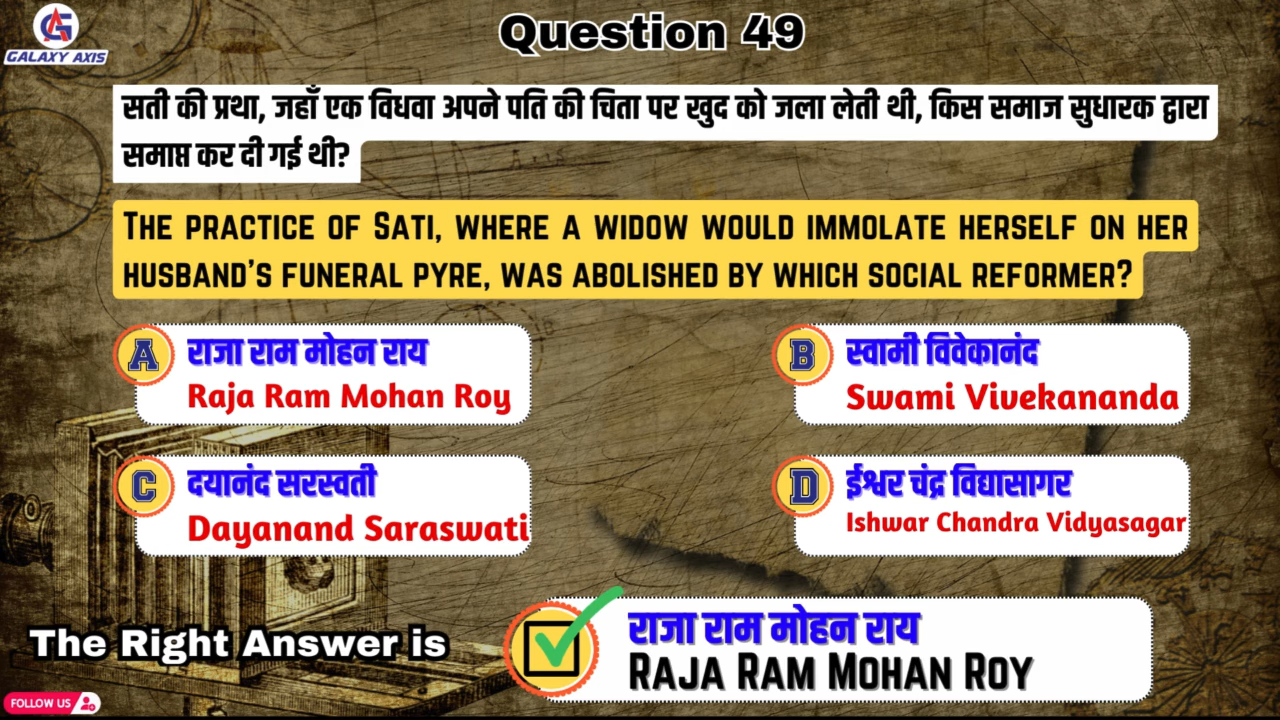 GALAXY AXIS
Question 49
सती की प्रथा, जहाँ एक विधवा अपने पति की चिता पर खुद को जला लेती थी, किस समाज सुधारक द्वारा
समाप्त कर दी गई थी?
THE PRACTICE OF SATI, WHERE A WIDOW WOULD IMMOLATE HERSELF ON HER
HUSBAND'S FUNERAL PYRE, WAS ABOLISHED BY WHICH SOCIAL REFORMER?
A राजा राम मोहन राय
Raja Ram Mohan Roy
B स्वामी विवेकानंद
Swami Vivekananda
C दयानंद सरस्वती
Dayanand Saraswati
D ईश्वर चंद्र विद्यासागर
Ishwar Chandra Vidyasagar
The Right Answer is
राजा राम मोहन राय
RAJA RAM MOHAN ROY
FOLLOW US